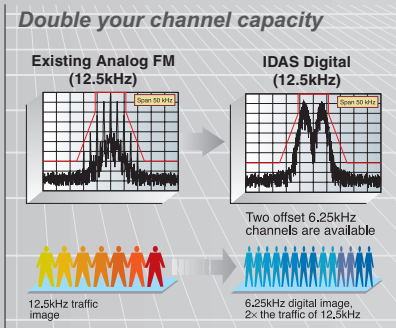 Double your channel capacity
Existing Analog FM
(12.5kHz)
IDAS Digital
(12.5kHz)
Span 50 kHz
Span 50 kHz
Two offset 6.25kHz
channels are available
12.5kHz traffic
image
6.25kHz digital image,
2× the traffic of 12.5kHz